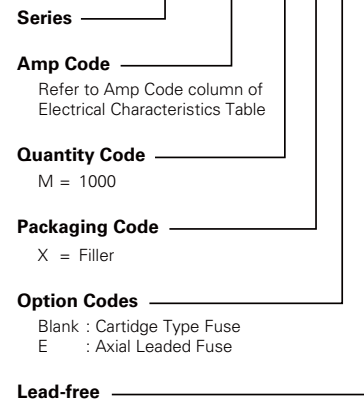 Series
Amp Code
Refer to Amp Code column of
Electrical Characteristics Table
Quantity Code
M = 1000
Packaging Code
X = Filler
Option Codes
Blank : Cartidge Type Fuse
E : Axial Leaded Fuse
Lead-free